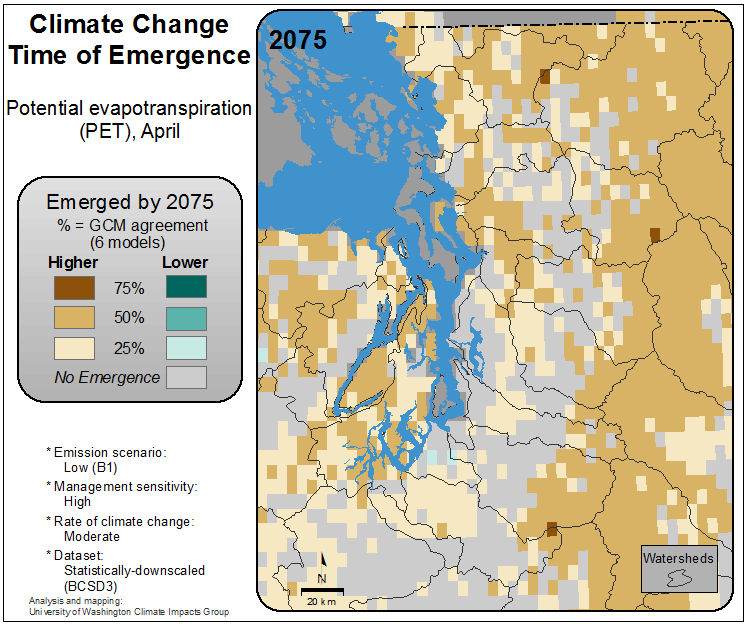 Climate Change
Time of Emergence
Potential evapotranspiration
(PET), April
Emerged by 2075
% = GCM agreement
(6 models)
Higher Lower
75%
50%
25%
No Emergence
* Emission scenario:
Low (B1)
* Management sensitivity:
High
* Rate of climate change:
Moderate
* Dataset:
Statistically-downscaled
(BCSD3)
Analysis and mapping:
University of Washington Climate Impacts Group
2075
N
20 km
Watersheds